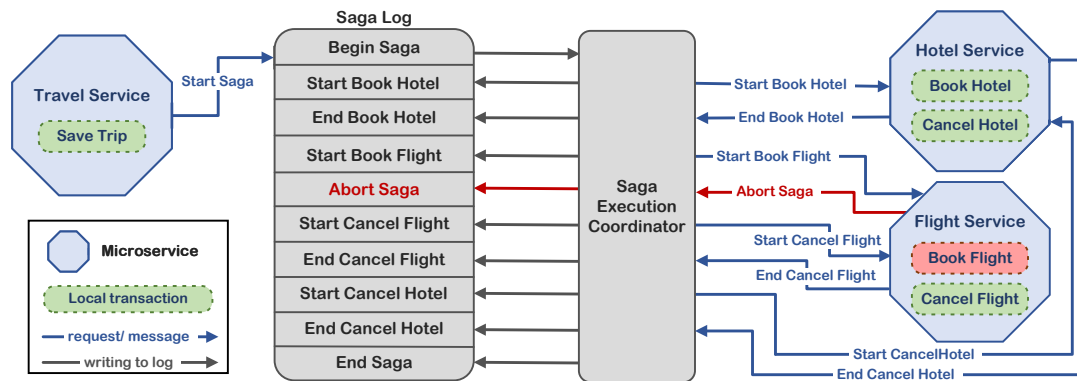 Saga Log
Travel Service
Save Trip
Start Saga
Begin Saga
Start Book Hotel
End Book Hotel
Start Book Flight
Abort Saga
Start Cancel Flight
End Cancel Flight
Start Cancel Hotel
End Cancel Hotel
End Saga
Saga
Execution
Coordinator
Start Book Hotel
End Book Hotel
Start Book Flight
Abort Saga
Start Cancel Flight
End Cancel Flight
Start CancelHotel
End Cancel Hotel
Hotel Service
Book Hotel
Cancel Hotel
Flight Service
Book Flight
Cancel Flight
Microservice
Local transaction
request/ message
writing to log